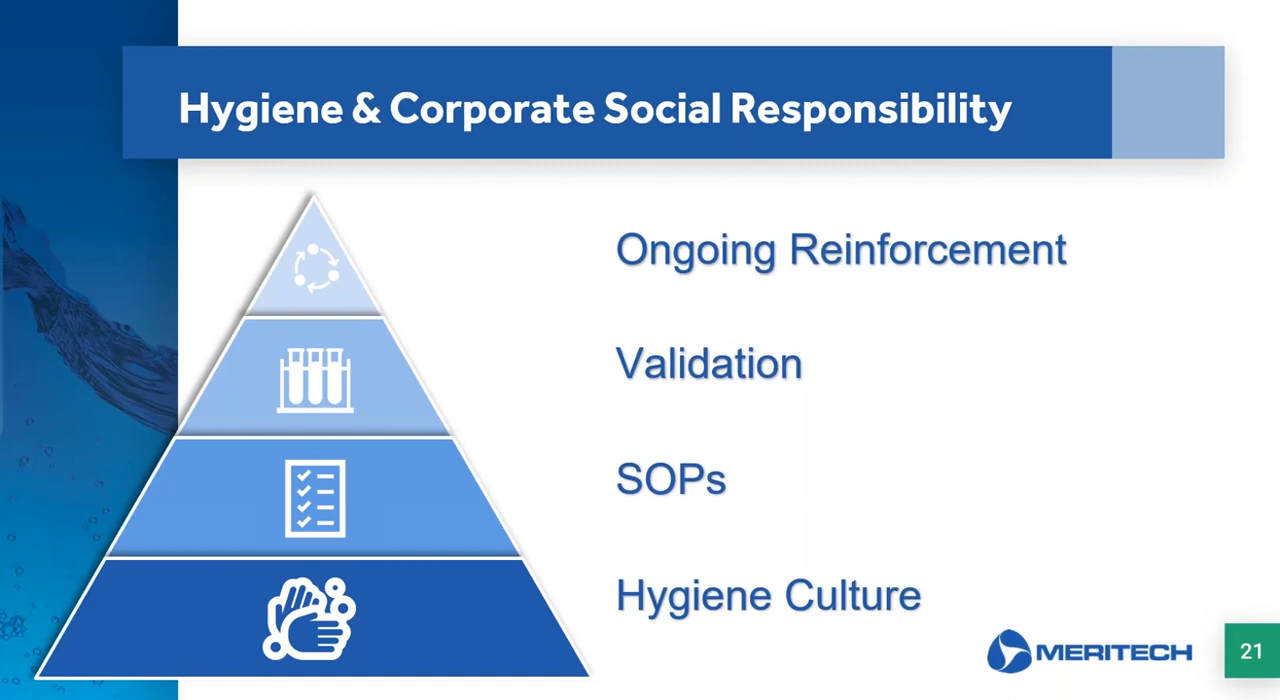 Hygiene & Corporate Social Responsibility
Ongoing Reinforcement
Validation
SOPs
Hygiene Culture
MERITECH
21